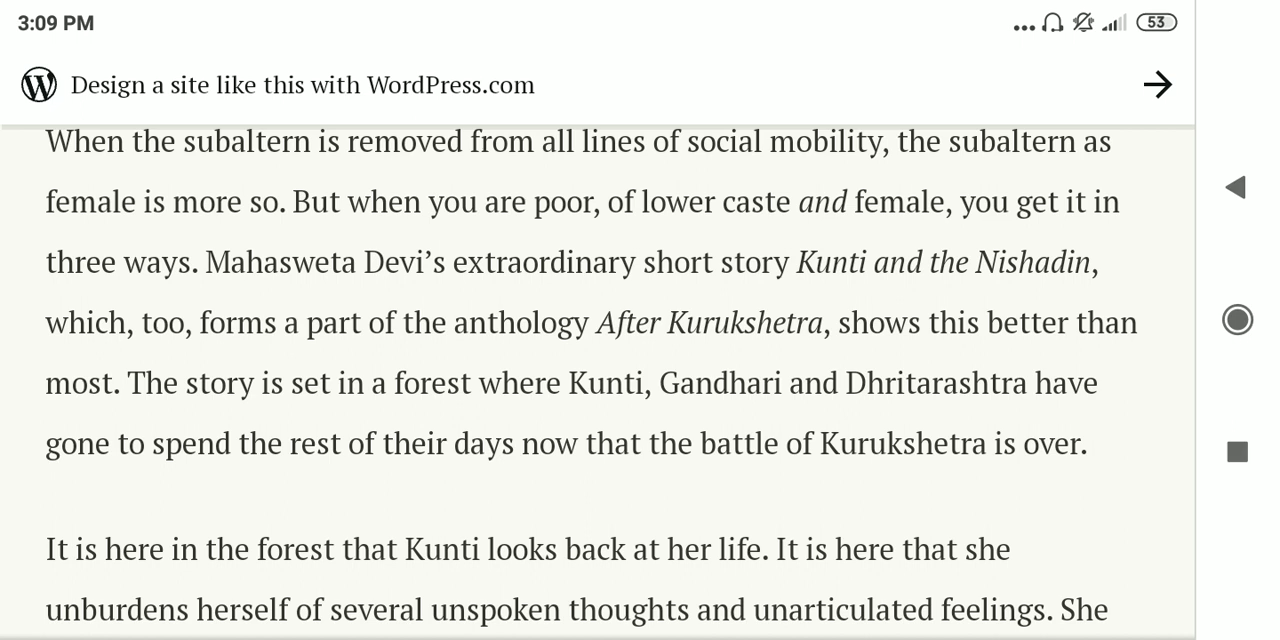 3:09 PM
53
Design a site like this with WordPress.com
When the subaltern is removed from all lines of social mobility, the subaltern as
female is more so. But when you are poor, of lower caste and female, you get it in
three ways. Mahasweta Devi’s extraordinary short story Kunti and the Nishadin,
which, too, forms a part of the anthology After Kurukshetra, shows this better than
most. The story is set in a forest where Kunti, Gandhari and Dhritarashtra have
gone to spend the rest of their days now that the battle of Kurukshetra is over.
It is here in the forest that Kunti looks back at her life. It is here that she
unburdens herself of several unspoken thoughts and unarticulated feelings. She